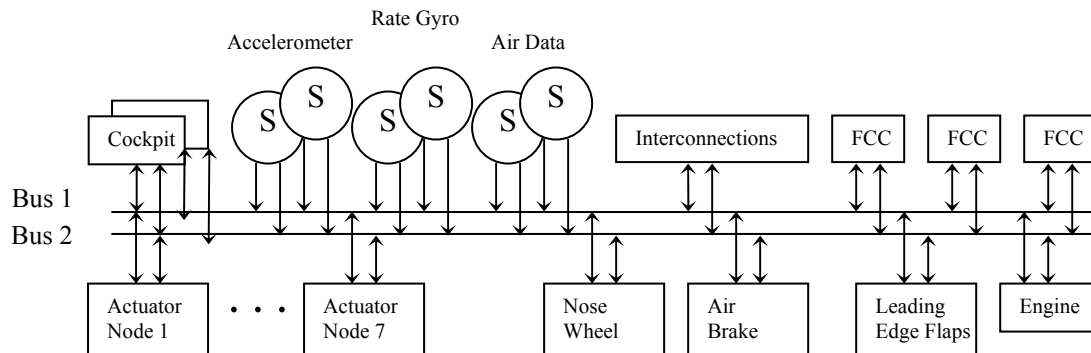 Rate Gyro
Accelerometer
Air Data
S
S
S
S
S
S
Cockpit
Interconnections
FCC
FCC
FCC
Bus 1
Bus 2
Actuator
Node 1
. . .
Actuator
Node 7
Nose
Wheel
Air
Brake
Leading
Edge Flaps
Engine